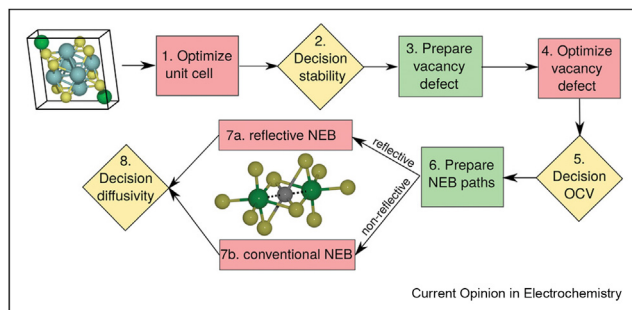 1. Optimize
unit cell
2.
Decision
stability
3. Prepare
vacancy
defect
4. Optimize
vacancy
defect
5.
Decision
OCV
6. Prepare
NEB paths
reflective
non-reflective
7a. reflective NEB
7b. conventional NEB
8.
Decision
diffusivity
Current Opinion in Electrochemistry